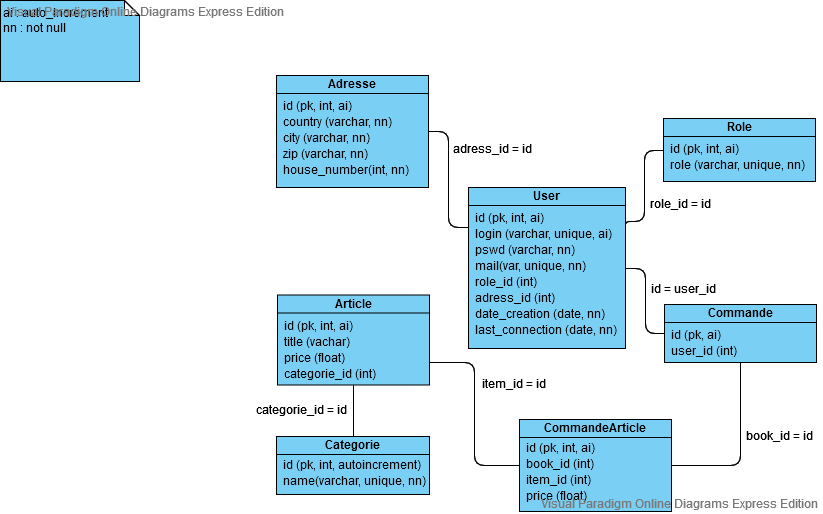 ai : auto_increment
nn : not null
Visual Paradigm Online Diagrams Express Edition
Adresse
id (pk, int, ai)
country (varchar, nn)
city (varchar, nn)
zip (varchar, nn)
house_number(int, nn)
adress_id = id
Role
id (pk, int, ai)
role (varchar, unique, nn)
role_id = id
User
id (pk, int, ai)
login (varchar, unique, ai)
pswd (varchar, nn)
mail(var, unique, nn)
role_id (int)
adress_id (int)
date_creation (date, nn)
last_connection (date, nn)
id = user_id
Commande
id (pk, ai)
user_id (int)
Article
id (pk, int, ai)
title (vachar)
price (float)
categorie_id (int)
item_id = id
categorie_id = id
Categorie
id (pk, int, autoincrement)
name(varchar, unique, nn)
CommandeArticle
id (pk, int, ai)
book_id (int)
item_id (int)
price (float)
book_id = id
Visual Paradigm Online Diagrams Express Edition